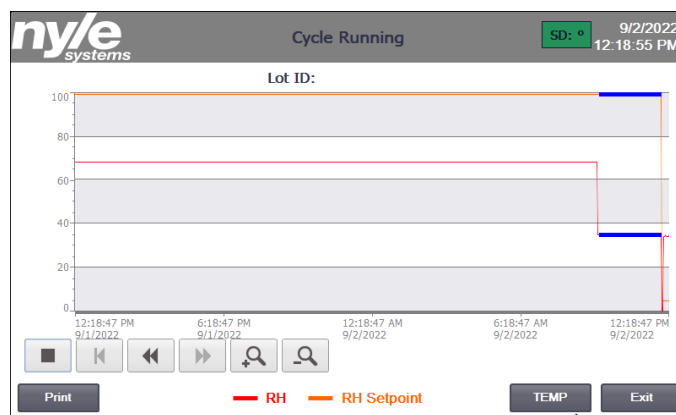 nyle
systems
Cycle Running
SD: º
9/2/2022
12:18:55 PM
Lot ID:
100
80
60
40
20
0
12:18:47 PM
9/1/2022
6:18:47 PM
9/1/2022
12:18:47 AM
9/2/2022
6:18:47 AM
9/2/2022
12:18:47 PM
9/2/2022
Print
RH
RH Setpoint
TEMP
Exit